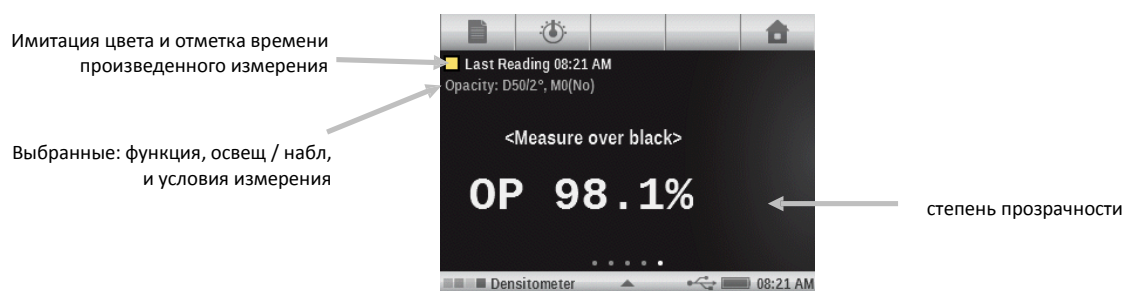 Имитация цвета и отметка времени
произведенного измерения
Выбранные: функция, освещ / набл,
и условия измерения
Last Reading 08:21 AM
Opacity: D50/2°, M0(No)
<Measure over black>
OP 98.1%
Densitometer
08:21 AM
степень прозрачности